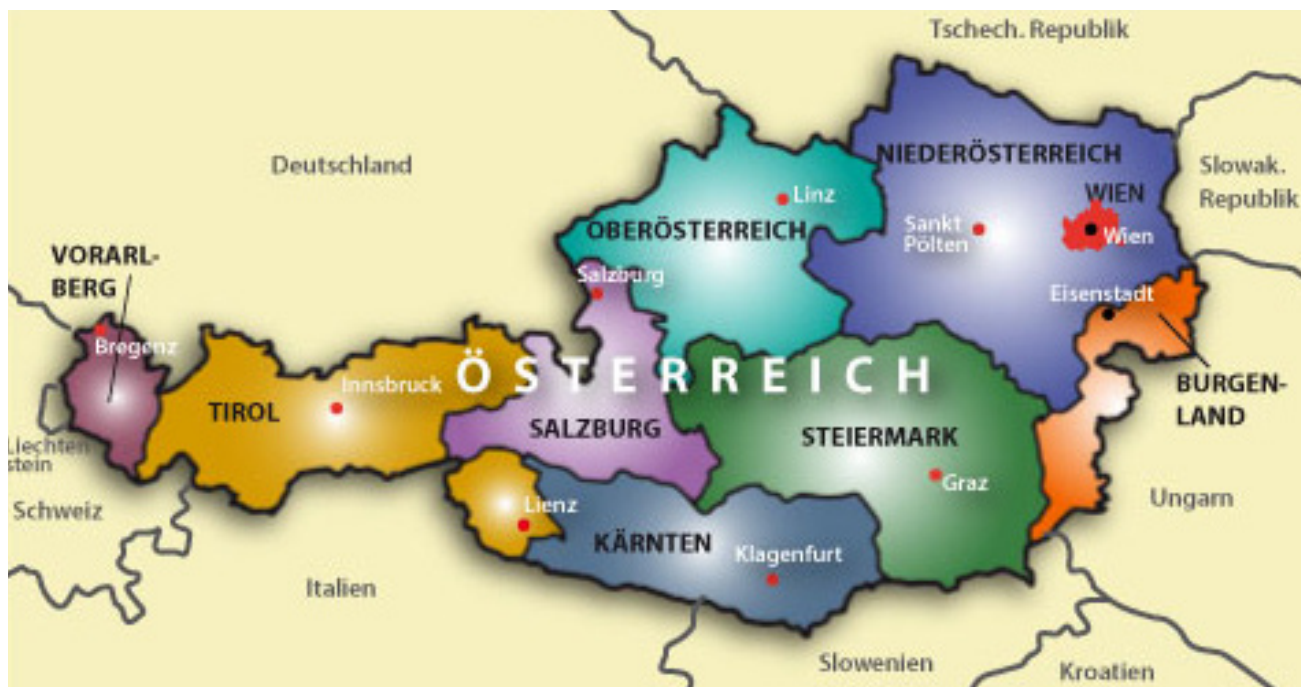 Tschech. Republik
Deutschland
NIEDERÖSTERREICH
Slowak.
Republik
WIEN
Linz
Sankt
Pölten
OBERÖSTERREICH
Wien
VORARL-
BERG
Salzburg
Eisenstadt
Bregenz
Innsbruck
ÖSTERREICH
BURGEN-
LAND
TIROL
SALZBURG
STEIERMARK
Liechten
stein
Graz
Ungarn
Schweiz
Lienz
KÄRNTEN
Klagenfurt
Italien
Slowenien
Kroatien